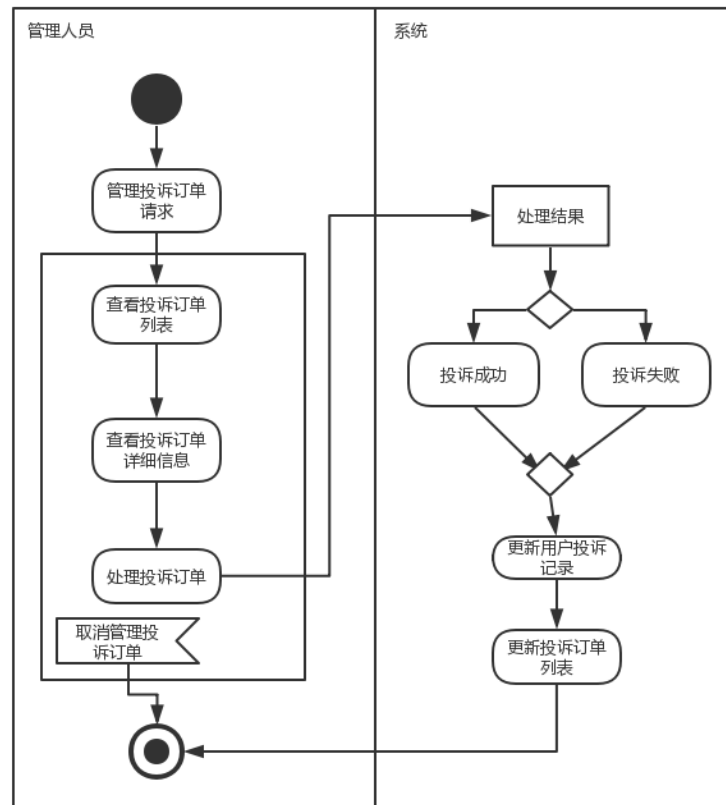 管理人员
系统
管理投诉订单
请求
处理结果
查看投诉订单
列表
投诉成功
投诉失败
查看投诉订单
详细信息
更新用户投诉
记录
处理投诉订单
取消管理投
诉订单
更新投诉订单
列表